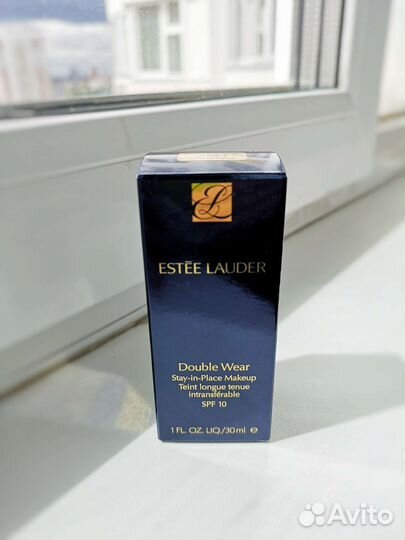 ESTĒE LAUDER
Double Wear
Stay-in-Place Makeup
Teint longue tenue
intransférable
SPF 10
1 FL. OZ. LIQ./30ml ℮
Avito